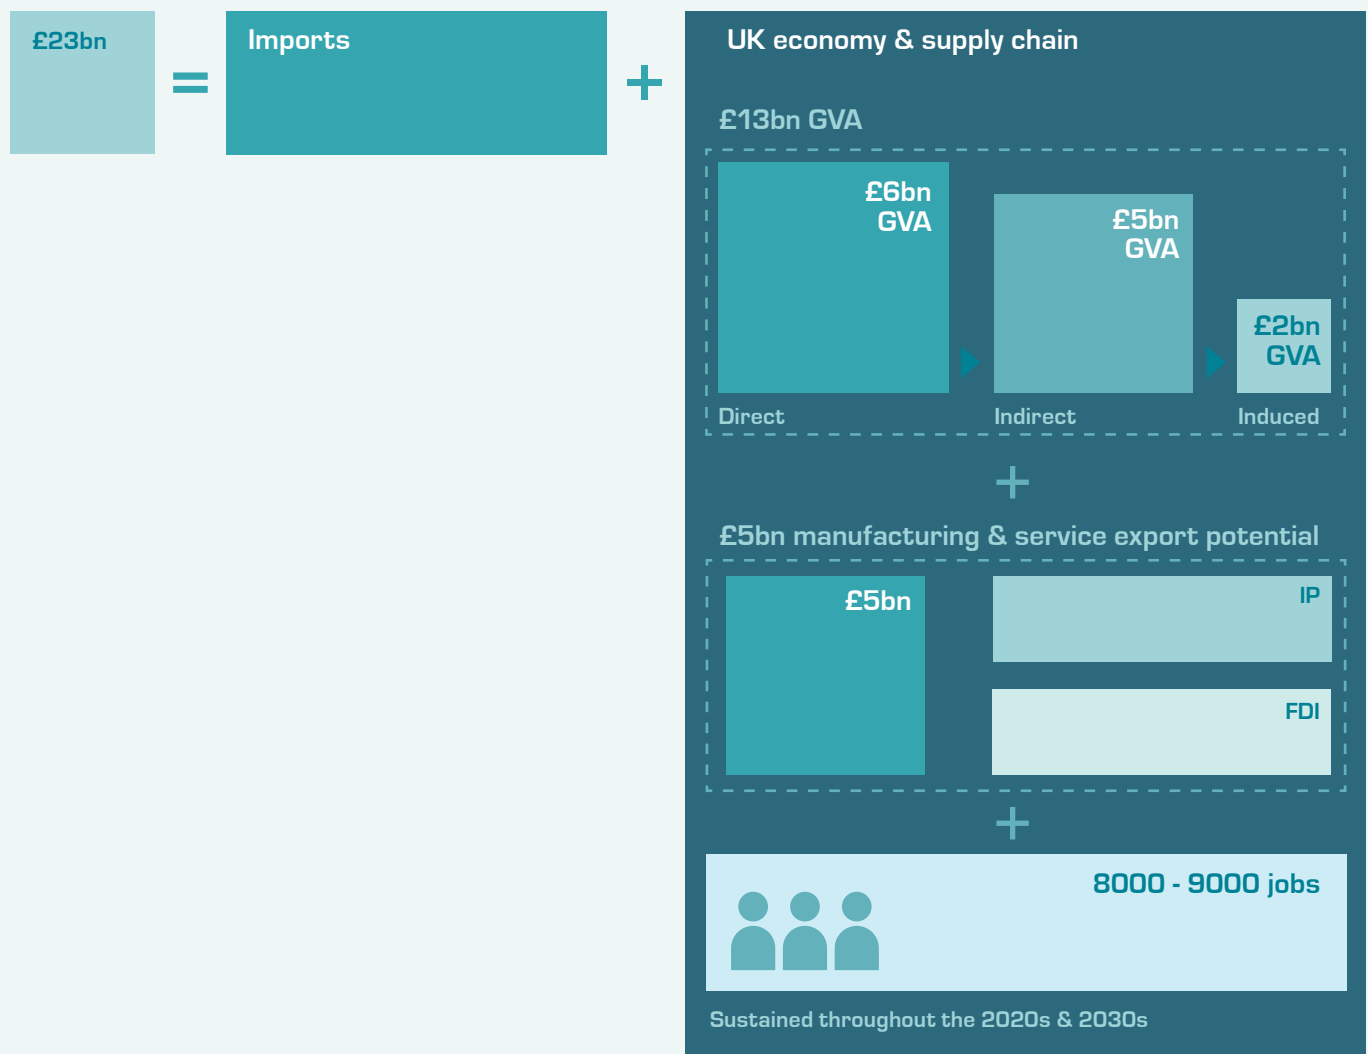 £23bn
=
Imports
+
UK economy & supply chain
£13bn GVA
£6bn
GVA
£5bn
GVA
£2bn
GVA
Direct
Indirect
Induced
+
£5bn manufacturing & service export potential
£5bn
IP
FDI
+
8000 - 9000 jobs
Sustained throughout the 2020s & 2030s